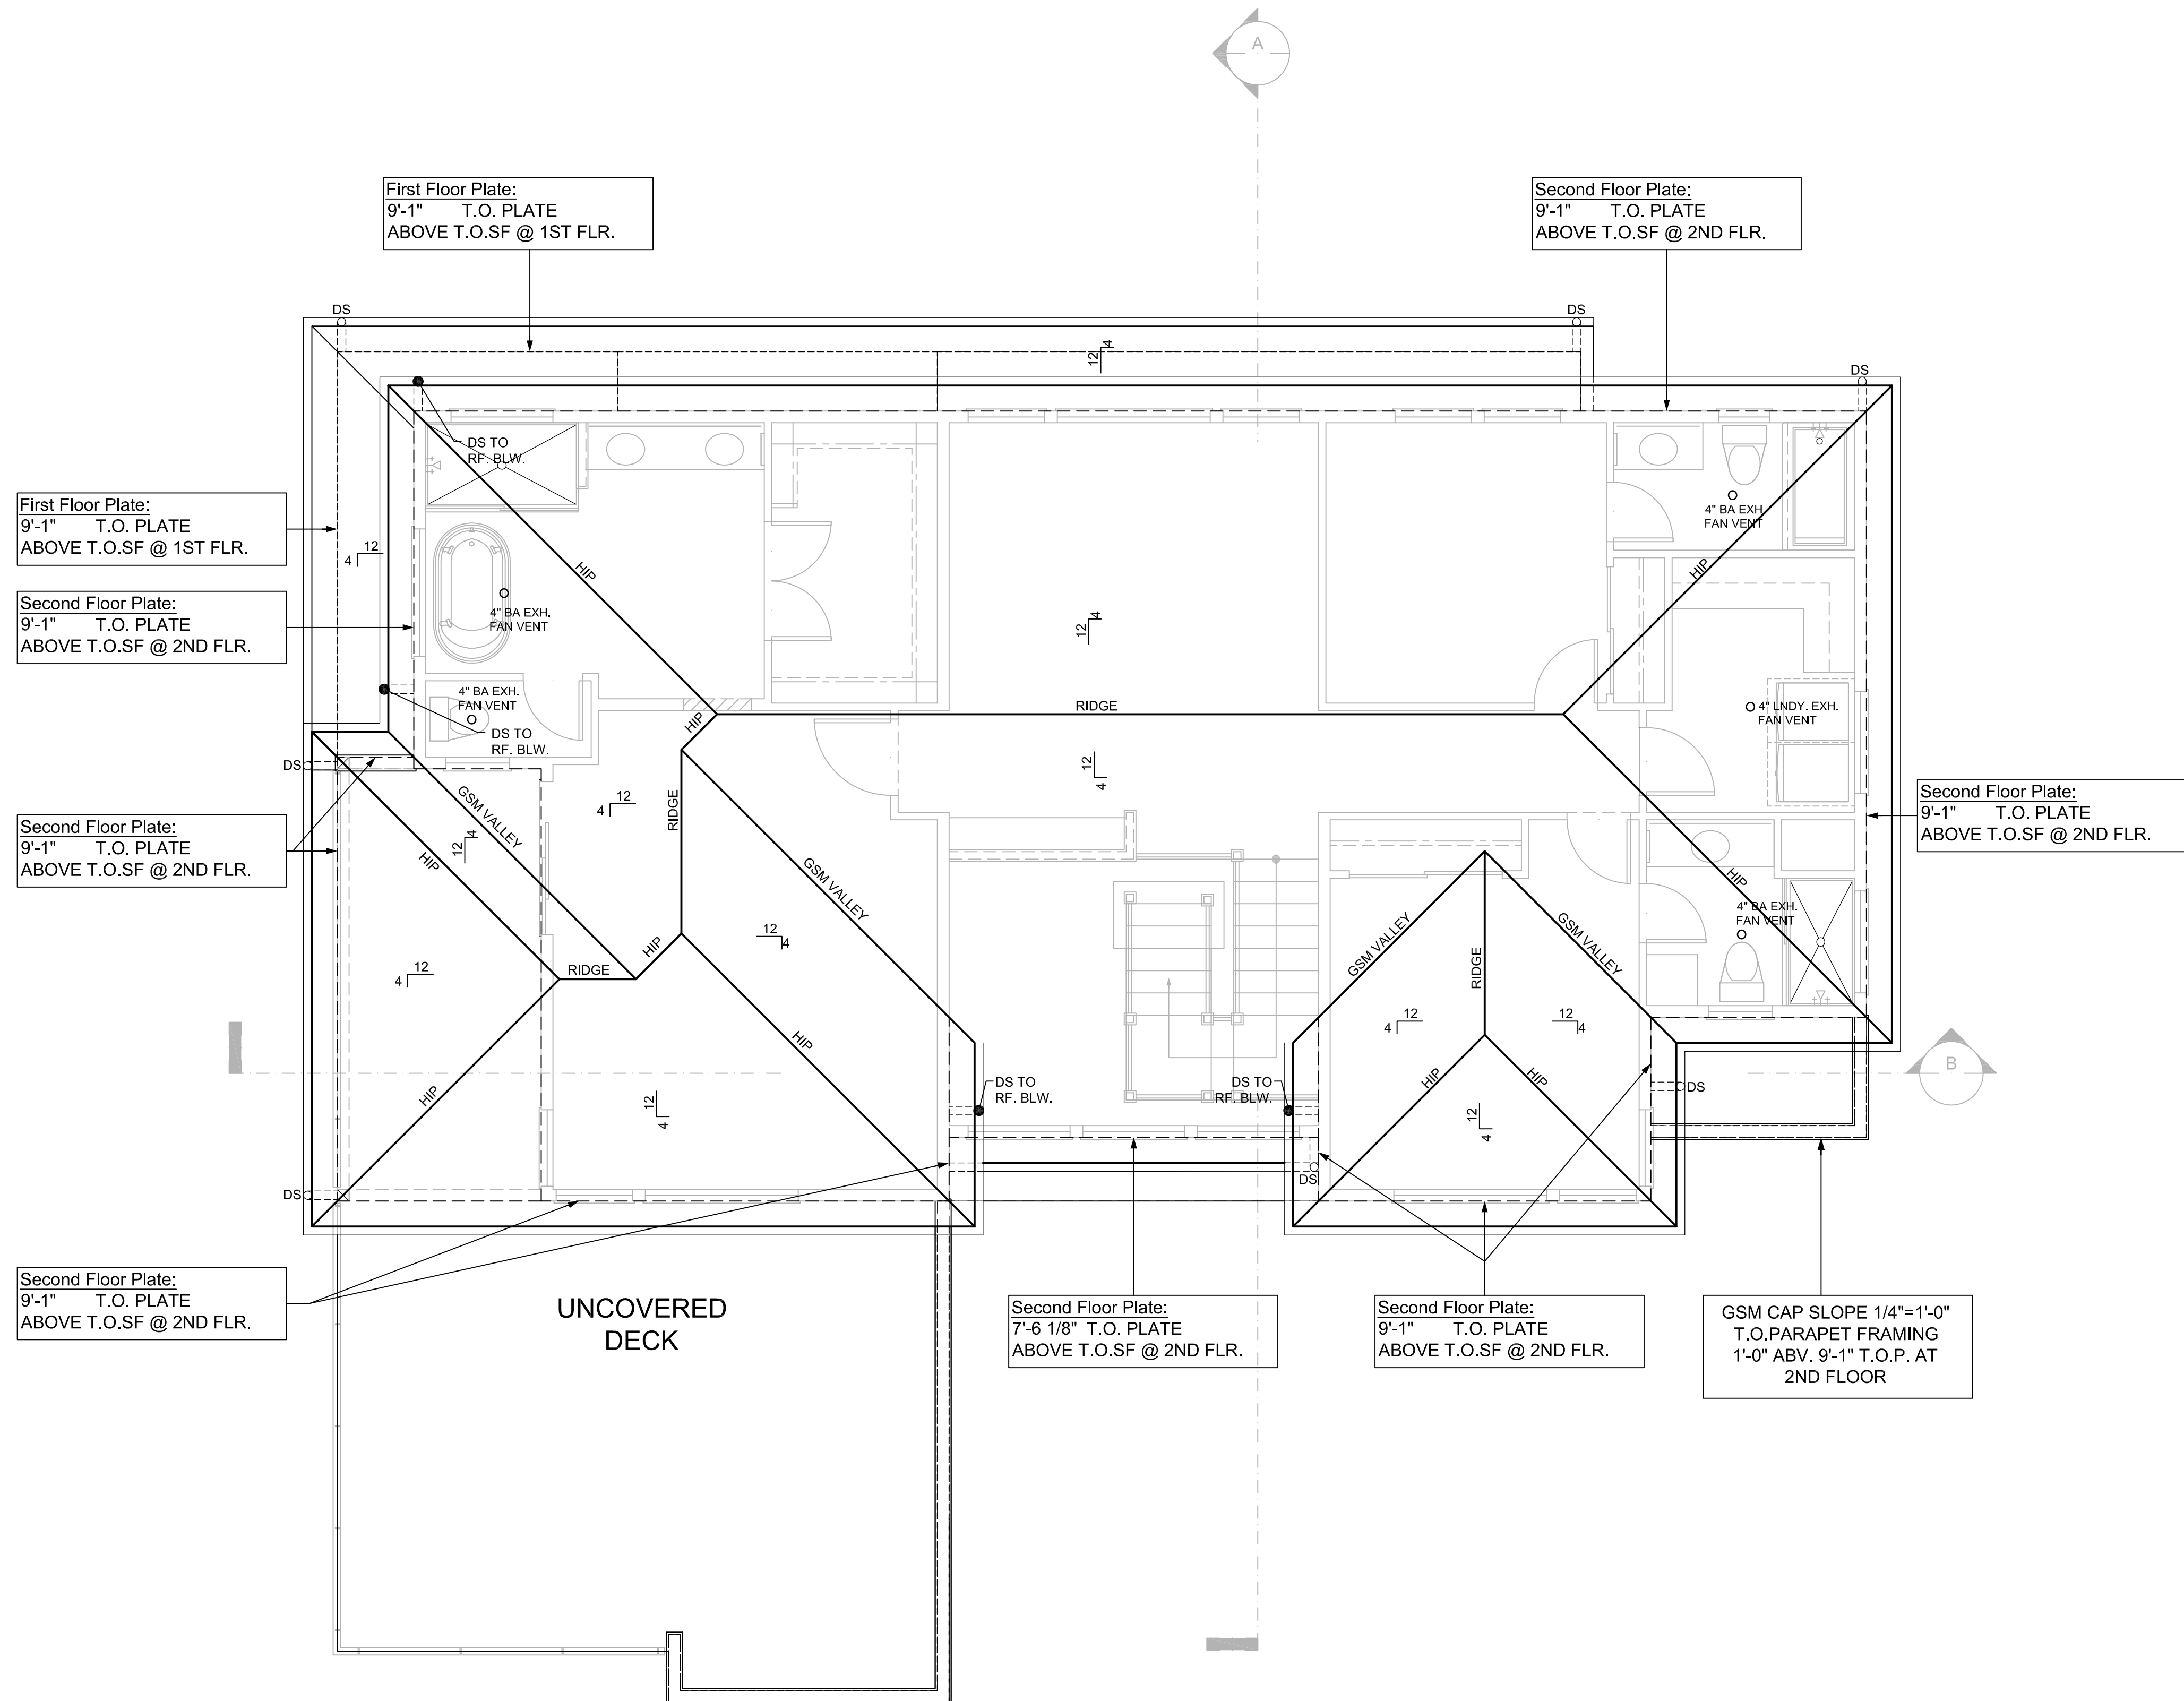 A
First Floor Plate:
9'-1" T.O. PLATE
ABOVE T.O.SF @ 1ST FLR.
Second Floor Plate:
9'-1" T.O. PLATE
ABOVE T.O.SF @ 2ND FLR.
DS
DS
12
4
DS
DS TO
RF. BLW.
4" BA EXH
FAN VENT
First Floor Plate:
9'-1" T.O. PLATE
ABOVE T.O.SF @ 1ST FLR.
12
4
HIP
HIP
Second Floor Plate:
9'-1" T.O. PLATE
ABOVE T.O.SF @ 2ND FLR.
4" BA EXH.
FAN VENT
12
4
4" BA EXH.
FAN VENT
DS TO
RF. BLW.
HIP
RIDGE
4" LNDY. EXH.
FAN VENT
DS
12
4
12
4
RIDGE
Second Floor Plate:
9'-1" T.O. PLATE
ABOVE T.O.SF @ 2ND FLR.
Second Floor Plate:
9'-1" T.O. PLATE
ABOVE T.O.SF @ 2ND FLR.
GSM VALLEY
12
4
HIP
GSM VALLEY
HIP
4" BA EXH.
FAN VENT
12
4
HIP
GSM VALLEY
RIDGE
GSM VALLEY
12
4
RIDGE
12
4
12
4
HIP
HIP
HIP
HIP
B
DS TO
RF. BLW.
DS TO
RF. BLW.
DS
12
4
12
4
DS
DS
Second Floor Plate:
9'-1" T.O. PLATE
ABOVE T.O.SF @ 2ND FLR.
UNCOVERED
DECK
Second Floor Plate:
7'-6 1/8" T.O. PLATE
ABOVE T.O.SF @ 2ND FLR.
Second Floor Plate:
9'-1" T.O. PLATE
ABOVE T.O.SF @ 2ND FLR.
GSM CAP SLOPE 1/4"=1'-0"
T.O.PARAPET FRAMING
1'-0" ABV. 9'-1" T.O.P. AT
2ND FLOOR